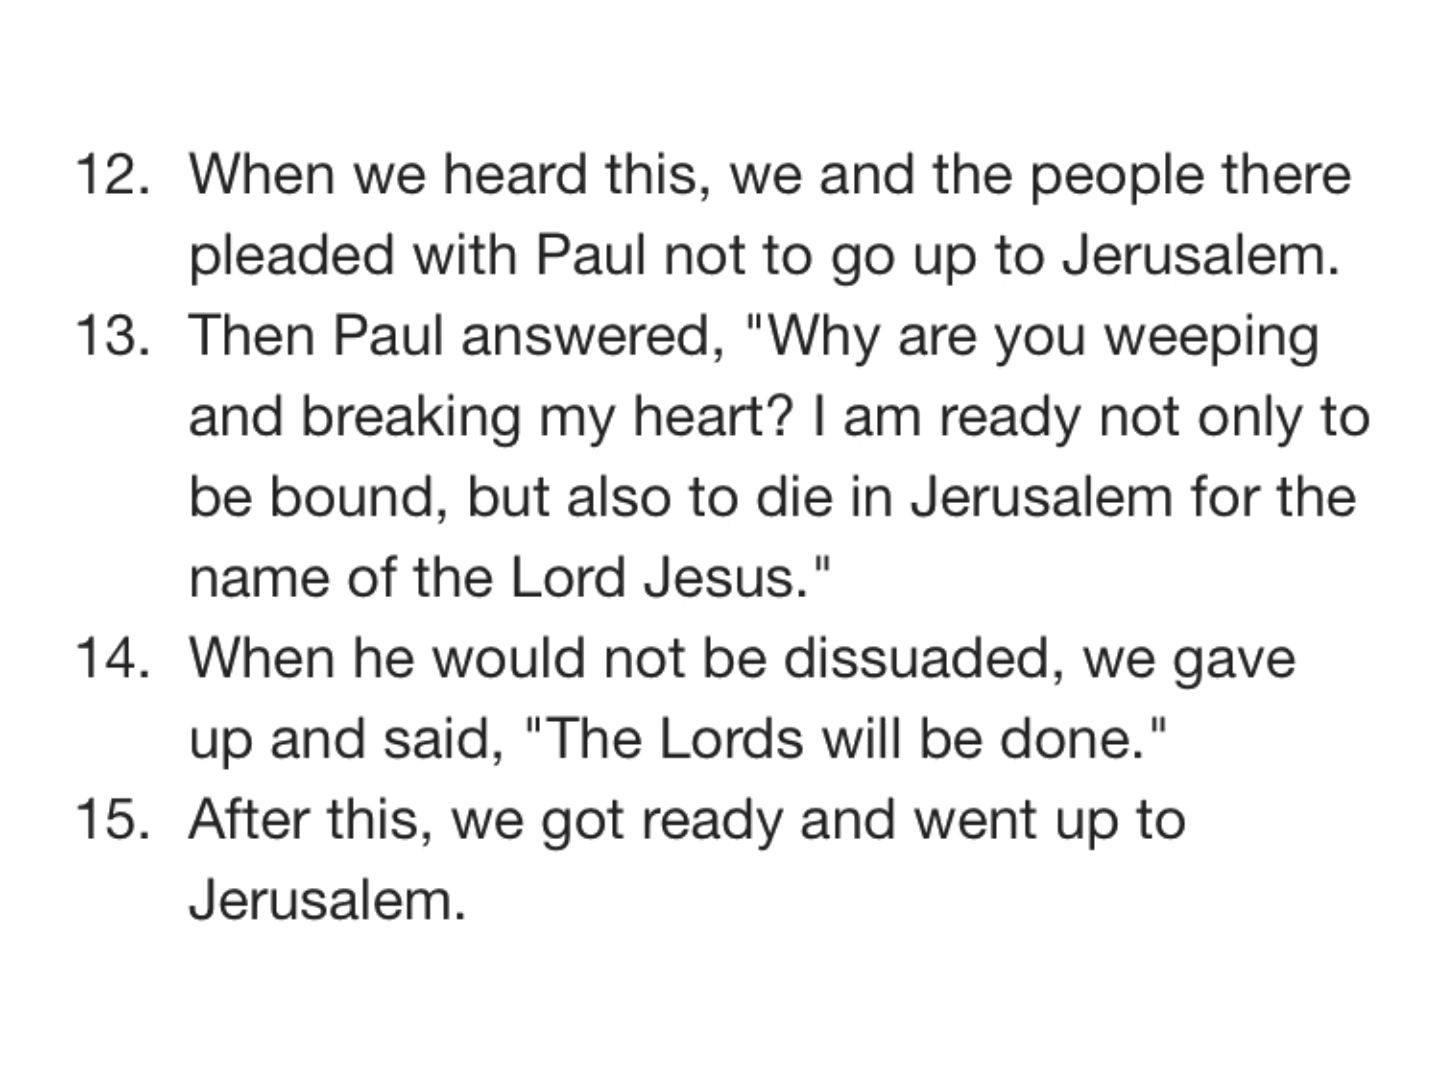 12. When we heard this, we and the people there
pleaded with Paul not to go up to Jerusalem.
13. Then Paul answered, "Why are you weeping
and breaking my heart? I am ready not only to
be bound, but also to die in Jerusalem for the
name of the Lord Jesus."
14. When he would not be dissuaded, we gave
up and said, "The Lords will be done."
15. After this, we got ready and went up to
Jerusalem.